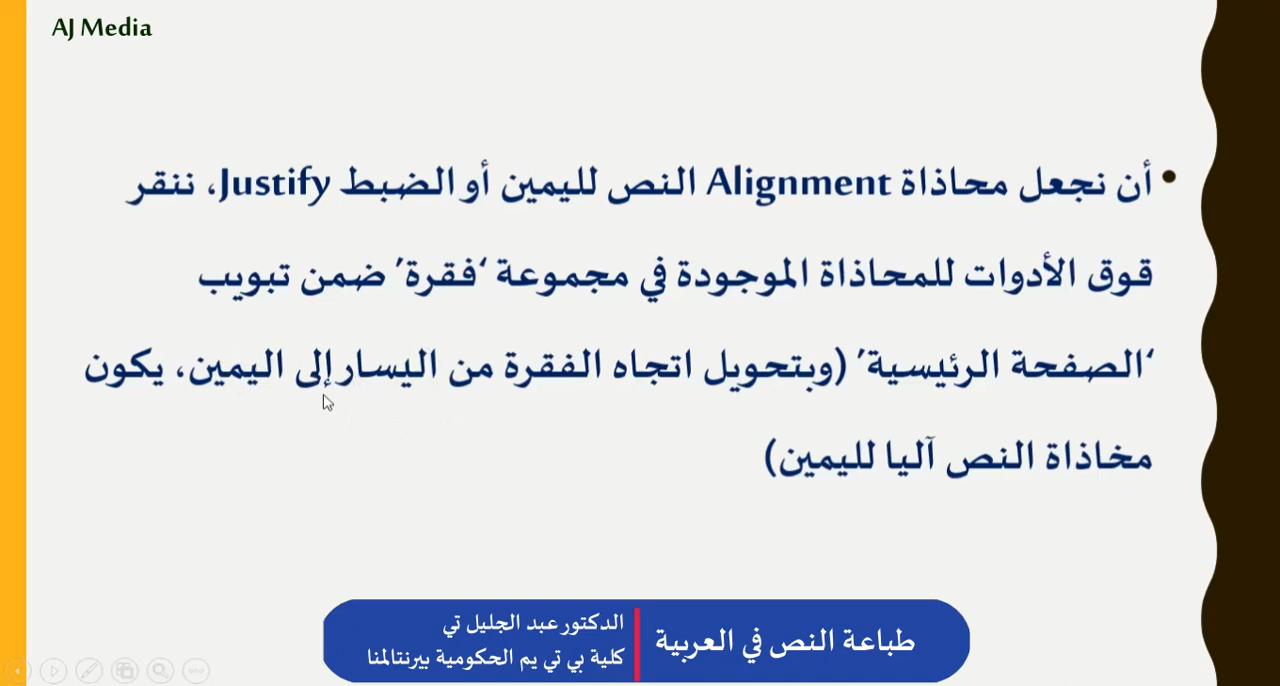 AJ Media
• أن نجعل محاذاة Alignment النص لليمين أو الضبط Justify، ننقر
قوق الأدوات للمحاذاة الموجودة في مجموعة ‘فقرة’ ضمن تبويب
‘الصفحة الرئيسية’ (وبتحويل اتجاه الفقرة من اليسار إلى اليمين، يكون
مخاذاة النص آليا لليمين)
طباعة النص في العربية
الدكتور عبد الجليل تي
كلية بي تي يم الحكومية بيرنتالمنا